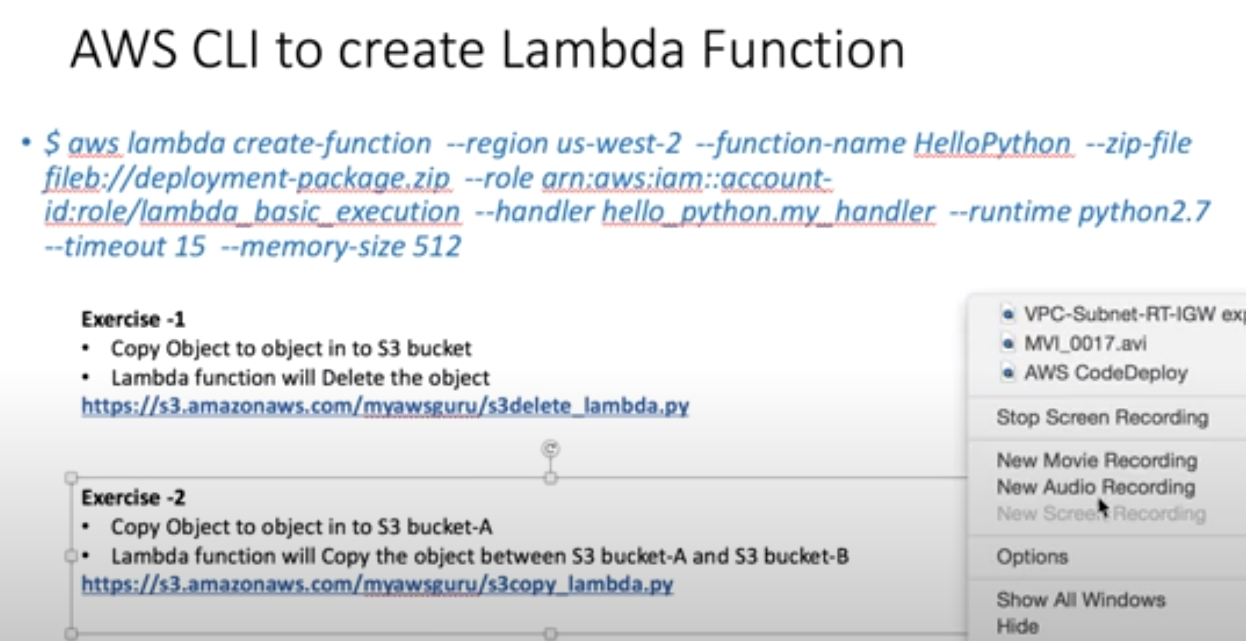 AWS CLI to create Lambda Function
• $ aws lambda create-function --region us-west-2 --function-name HelloPython --zip-file
fileb://deployment-package.zip --role arn:aws:iam::account-
id:role/lambda_basic_execution --handler hello_python.my_handler --runtime python2.7
--timeout 15 --memory-size 512
Exercise -1
• Copy Object to object in to S3 bucket
• Lambda function will Delete the object
https://s3.amazonaws.com/myawsguru/s3delete_lambda.py
Exercise -2
• Copy Object to object in to S3 bucket-A
• Lambda function will Copy the object between S3 bucket-A and S3 bucket-B
https://s3.amazonaws.com/myawsguru/s3copy_lambda.py
VPC-Subnet-RT-IGW exp
MVI_0017.avi
AWS CodeDeploy
Stop Screen Recording
New Movie Recording
New Audio Recording
New Screen Recording
Options
Show All Windows
Hide